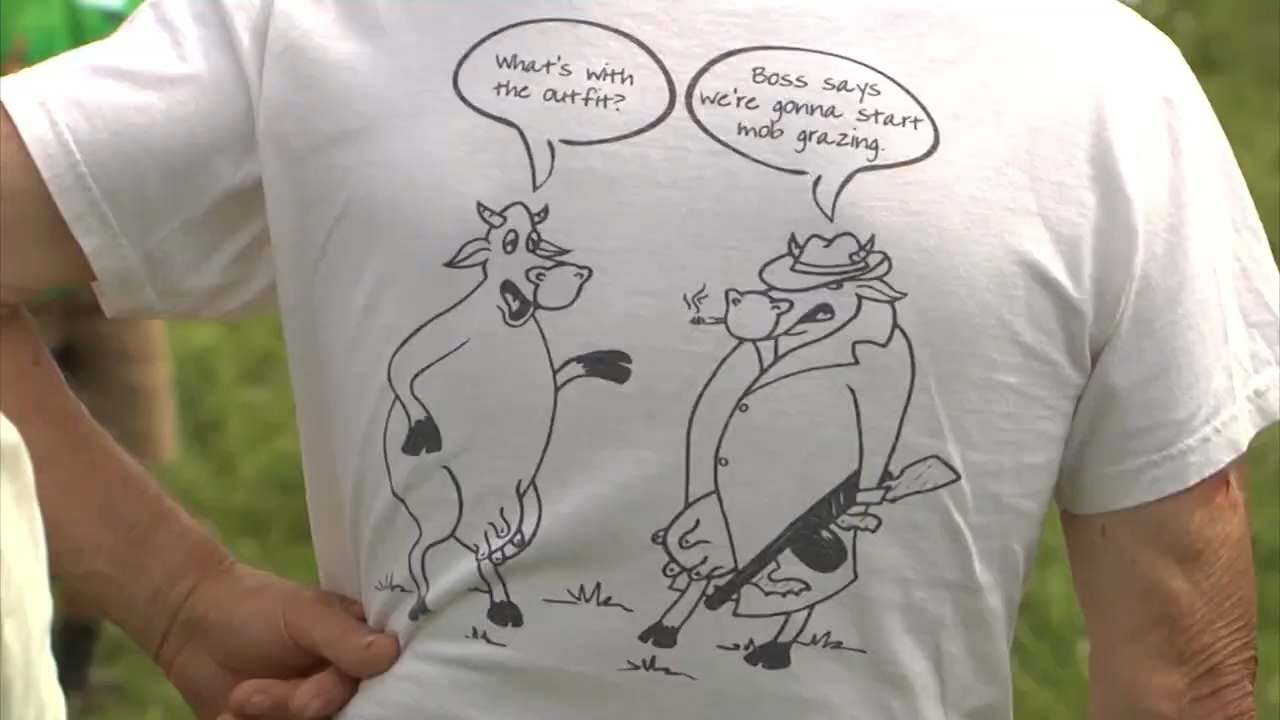 What's with
the outfit?
Boss says
we're gonna start
mob grazing.